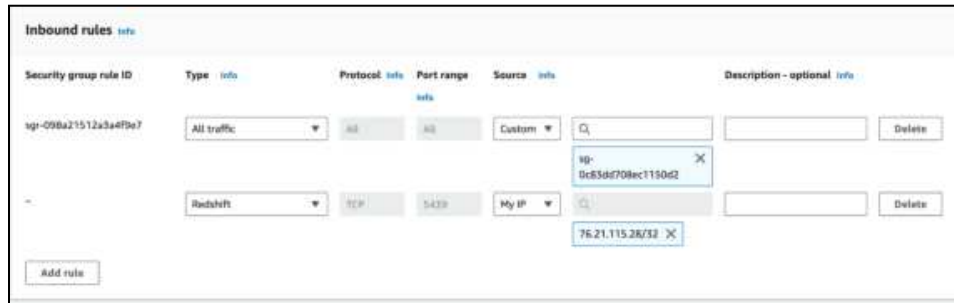 Inbound rules Info
Security group rule ID Type Info Protocol Info Port range Info Source Info Description - optional Info
sgr-098a21512a3a4f9e7 All traffic All All Custom Delete
sg-
0c83dd708ec1150d2
- Redshift TCP 5439 My IP Delete
76.21.115.28/32
Add rule